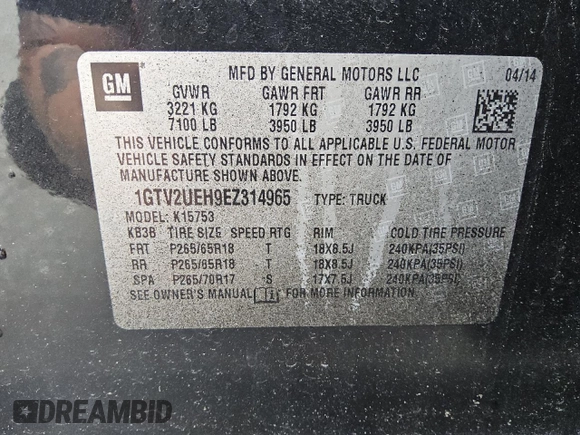 GM
MFD BY GENERAL MOTORS LLC 04/14
GVWR GAWR FRT GAWR RR
3221 KG 1792 KG 1792 KG
7100 LB 3950 LB 3950 LB
THIS VEHICLE CONFORMS TO ALL APPLICABLE U.S. FEDERAL MOTOR
VEHICLE SAFETY STANDARDS IN EFFECT ON THE DATE OF
MANUFACTURE SHOWN ABOVE.
1GTV2UEH9EZ314965 TYPE: TRUCK
MODEL: K15753
KB3B TIRE SIZE SPEED RTG RIM COLD TIRE PRESSURE
FRT P265/65R18 T 18X8.5J 240KPA(35PSI)
RR P265/65R18 T 18X8.5J 240KPA(35PSI)
SPA P265/70R17 S 17X7.5J 240KPA(35PSI)
SEE OWNER'S MANUAL FOR MORE INFORMATION.
DREAMBID